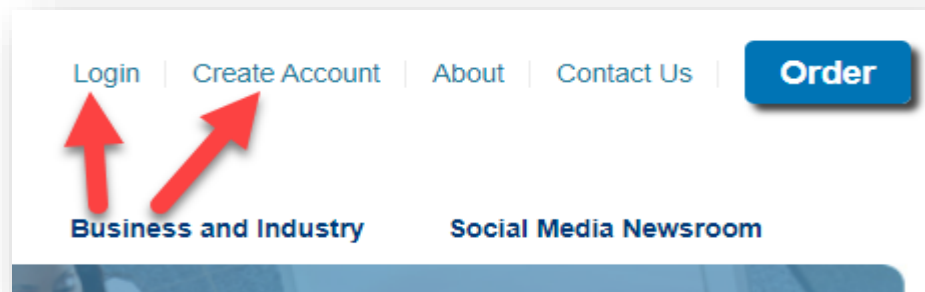 Login Create Account About Contact Us Order
Business and Industry Social Media Newsroom